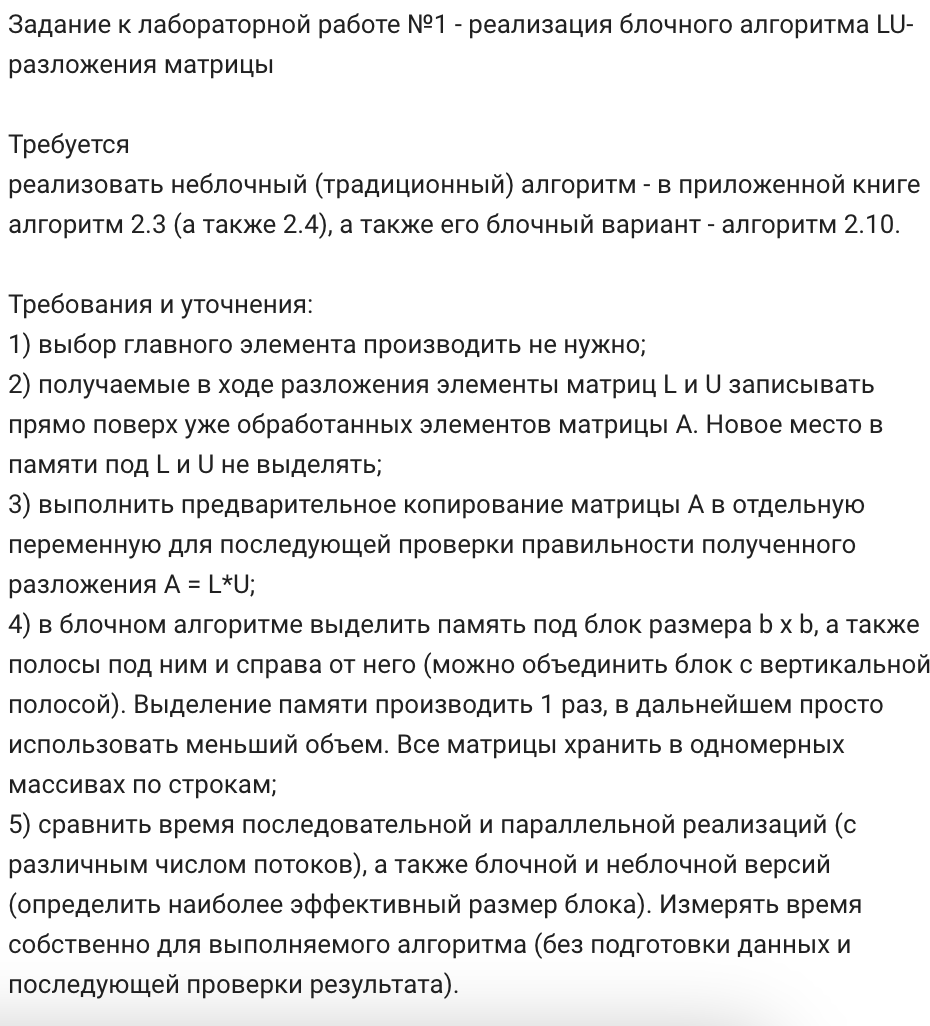 Задание к лабораторной работе №1 - реализация блочного алгоритма LU-
разложения матрицы
Требуется
реализовать неблочный (традиционный) алгоритм - в приложенной книге
алгоритм 2.3 (а также 2.4), а также его блочный вариант - алгоритм 2.10.
Требования и уточнения:
1) выбор главного элемента производить не нужно;
2) получаемые в ходе разложения элементы матриц L и U записывать
прямо поверх уже обработанных элементов матрицы А. Новое место в
памяти под L и U не выделять;
3) выполнить предварительное копирование матрицы А в отдельную
переменную для последующей проверки правильности полученного
разложения A = L*U;
4) в блочном алгоритме выделить память под блок размера b x b, а также
полосы под ним и справа от него (можно объединить блок с вертикальной
полосой). Выделение памяти производить 1 раз, в дальнейшем просто
использовать меньший объем. Все матрицы хранить в одномерных
массивах по строкам;
5) сравнить время последовательной и параллельной реализаций (с
различным числом потоков), а также блочной и неблочной версий
(определить наиболее эффективный размер блока). Измерять время
собственно для выполняемого алгоритма (без подготовки данных и
последующей проверки результата).